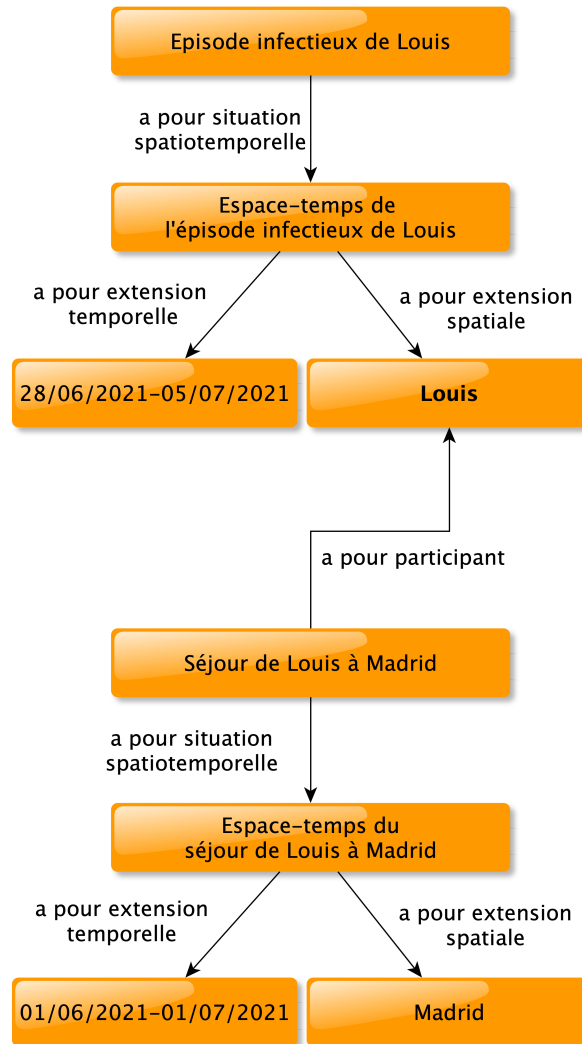 Episode infectieux de Louis
a pour situation
spatiotemporelle
Espace-temps de
l'épisode infectieux de Louis
a pour extension
temporelle
a pour extension
spatiale
28/06/2021-05/07/2021
Louis
a pour participant
Séjour de Louis à Madrid
a pour situation
spatiotemporelle
Espace-temps du
séjour de Louis à Madrid
a pour extension
temporelle
a pour extension
spatiale
01/06/2021-01/07/2021
Madrid